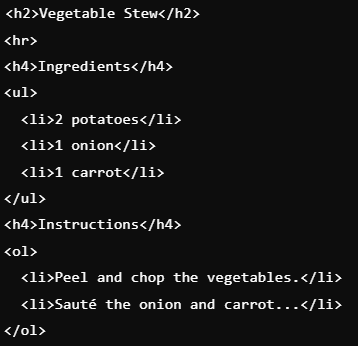 <h2>Vegetable Stew</h2>
<hr>
<h4>Ingredients</h4>
<ul>
  <li>2 potatoes</li>
  <li>1 onion</li>
  <li>1 carrot</li>
</ul>
<h4>Instructions</h4>
<ol>
  <li>Peel and chop the vegetables.</li>
  <li>Sauté the onion and carrot...</li>
</ol>